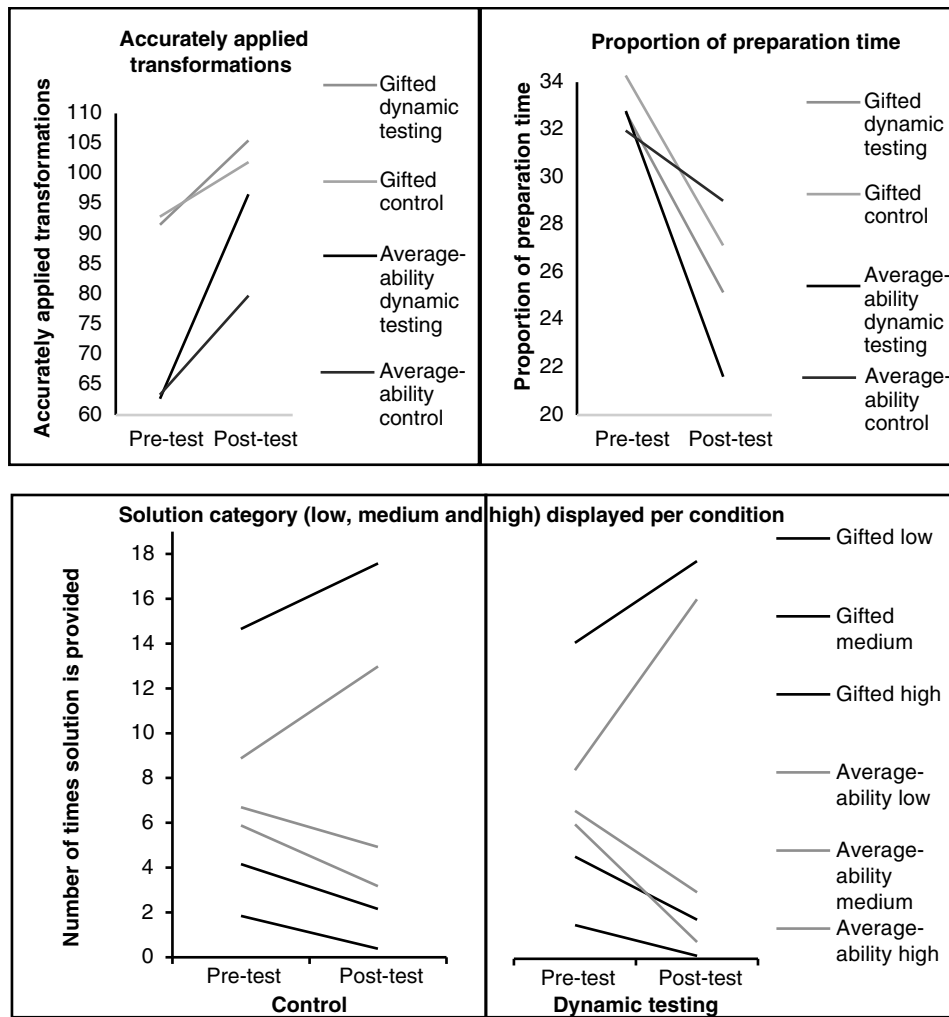 Accurately applied
transformations
Accurately applied transformations
110
105
100
95
90
85
80
75
70
65
60
Pre-test Post-test
Gifted
dynamic
testing
Gifted
control
Average-
ability
dynamic
testing
Average-
ability
control
Proportion of preparation time
Proportion of preparation time
34
32
30
28
26
24
22
20
Pre-test Post-test
Gifted
dynamic
testing
Gifted
control
Average-
ability
dynamic
testing
Average-
ability
control
Solution category (low, medium and high) displayed per condition
Number of times solution is provided
18
16
14
12
10
8
6
4
2
0
Pre-test Post-test
Control
Pre-test Post-test
Dynamic testing
Gifted low
Gifted
medium
Gifted high
Average-
ability low
Average-
ability
medium
Average-
ability high